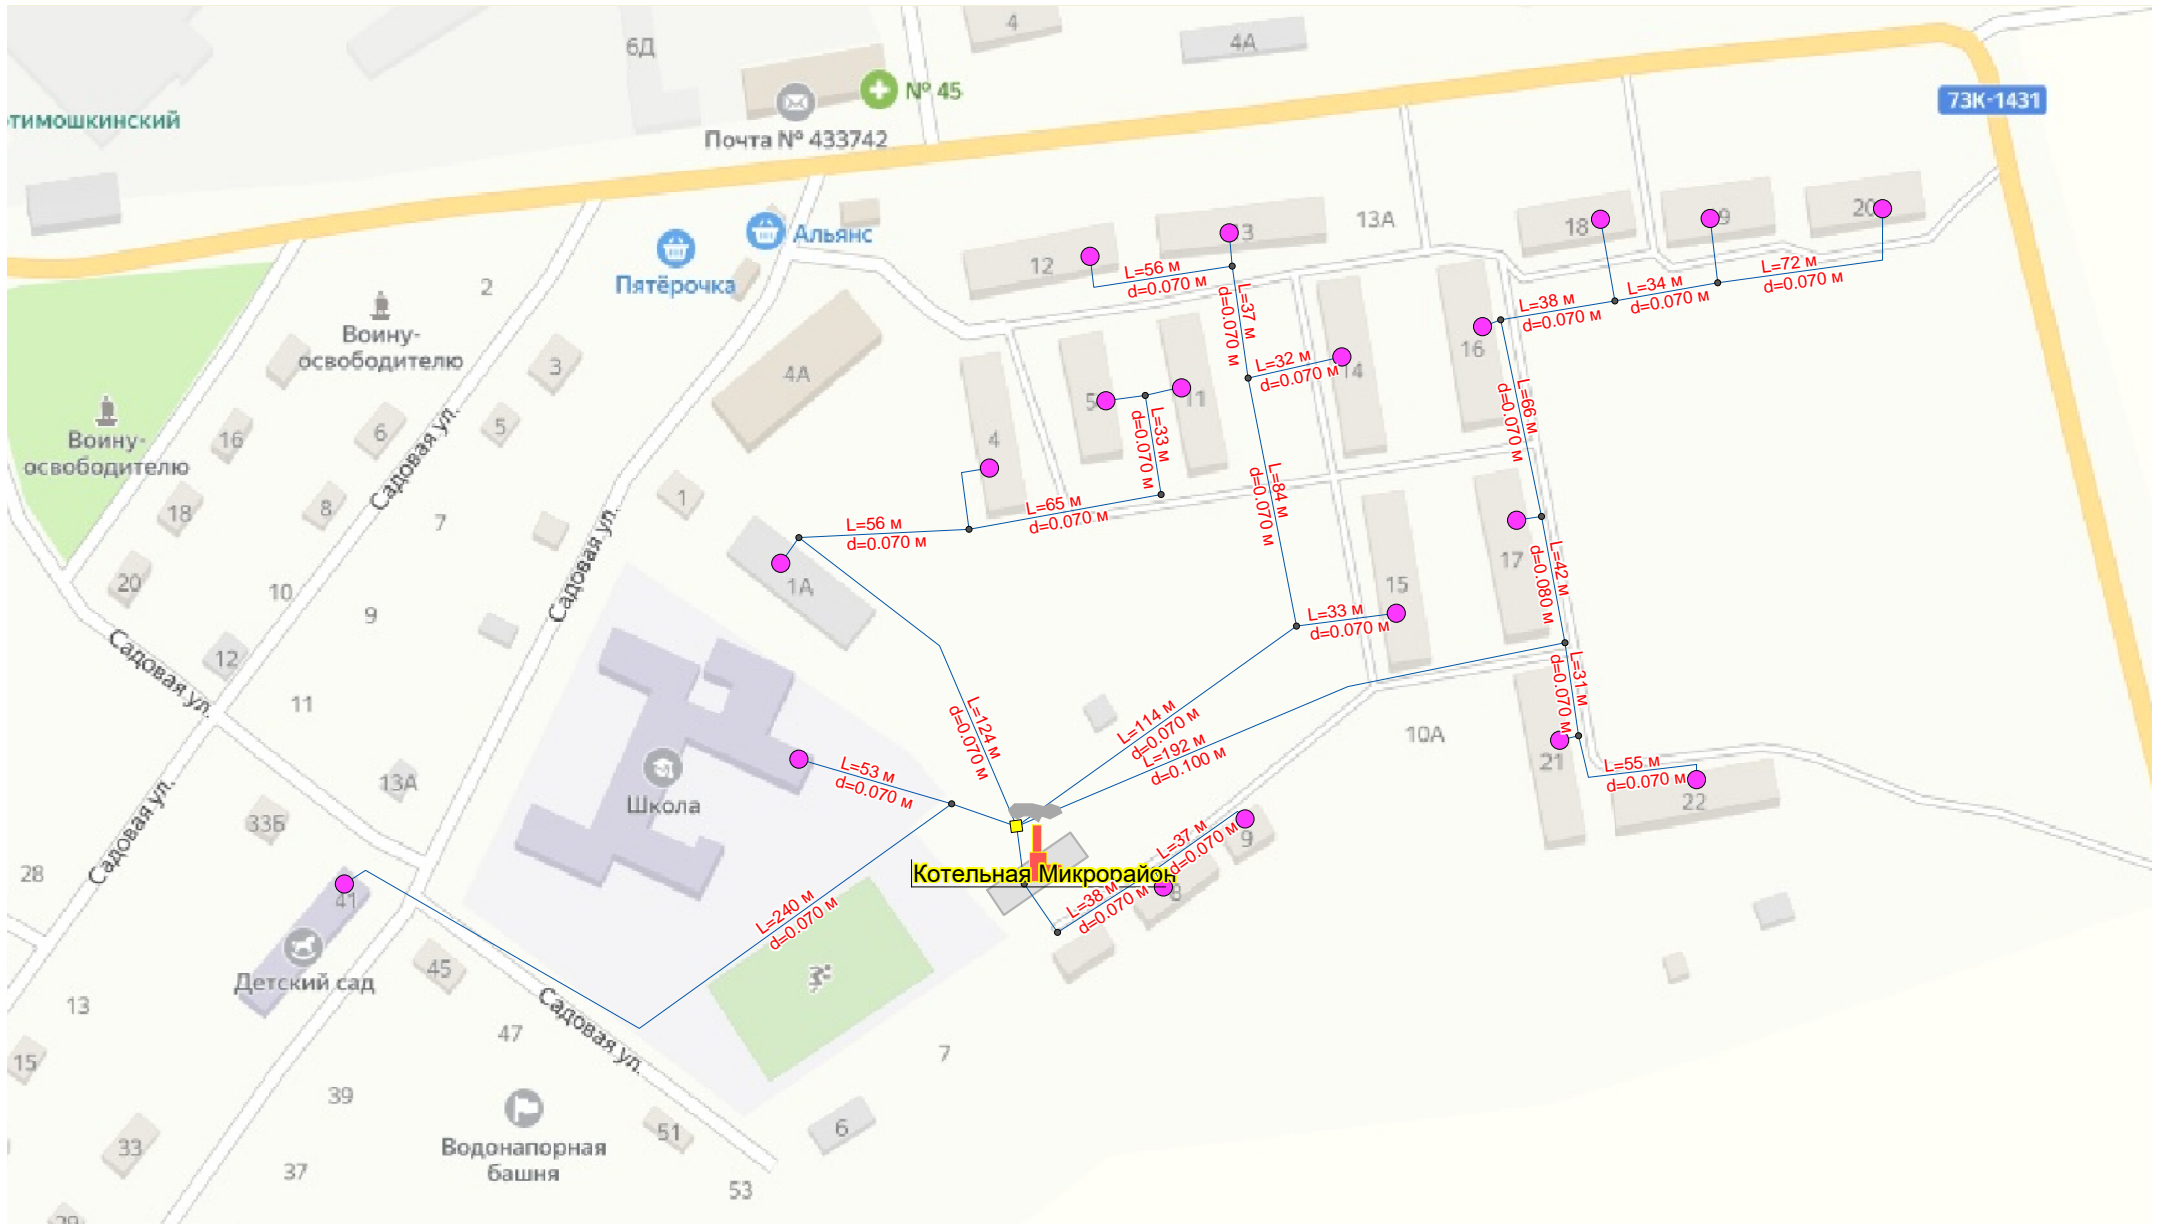 4
4А
6Д
№ 45
73К-1431
тимошкинский
Почта № 433742
Альянс
Пятёрочка
2
Воину-
освободителю
Воину-
освободителю
12
3
13А
18
9
20
L=56 м
d=0.070 м
L=37 м
d=0.070 м
L=72 м
d=0.070 м
L=34 м
d=0.070 м
L=38 м
d=0.070 м
3
4А
16
L=32 м
d=0.070 м
14
5
11
L=33 м
d=0.070 м
L=66 м
d=0.070 м
16
6
5
Садовая ул.
4
18
8
7
1
L=65 м
d=0.070 м
L=84 м
d=0.070 м
L=56 м
d=0.070 м
Садовая ул.
17
L=42 м
d=0.080 м
20
10
9
1А
15
L=33 м
d=0.070 м
Садовая ул.
12
11
L=31 м
d=0.070 м
L=124 м
d=0.070 м
L=114 м
d=0.070 м
L=192 м
d=0.100 м
10А
21
L=55 м
d=0.070 м
22
13А
L=53 м
d=0.070 м
Школа
33Б
Садовая ул.
28
L=37 м
d=0.070 м
9
Котельная Микрорайон
8
L=38 м
d=0.070 м
41
L=240 м
d=0.070 м
Детский сад
45
13
Садовая ул.
47
7
15
39
6
51
33
Водонапорная
башня
37
53
29